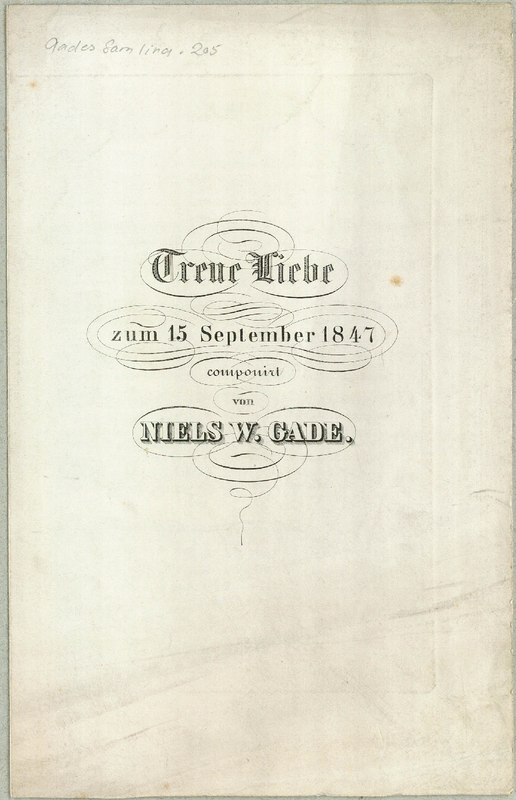 Gades Samling. 205
Treue Liebe
zum 15 September 1847
componirt
von
NIELS W. GADE.